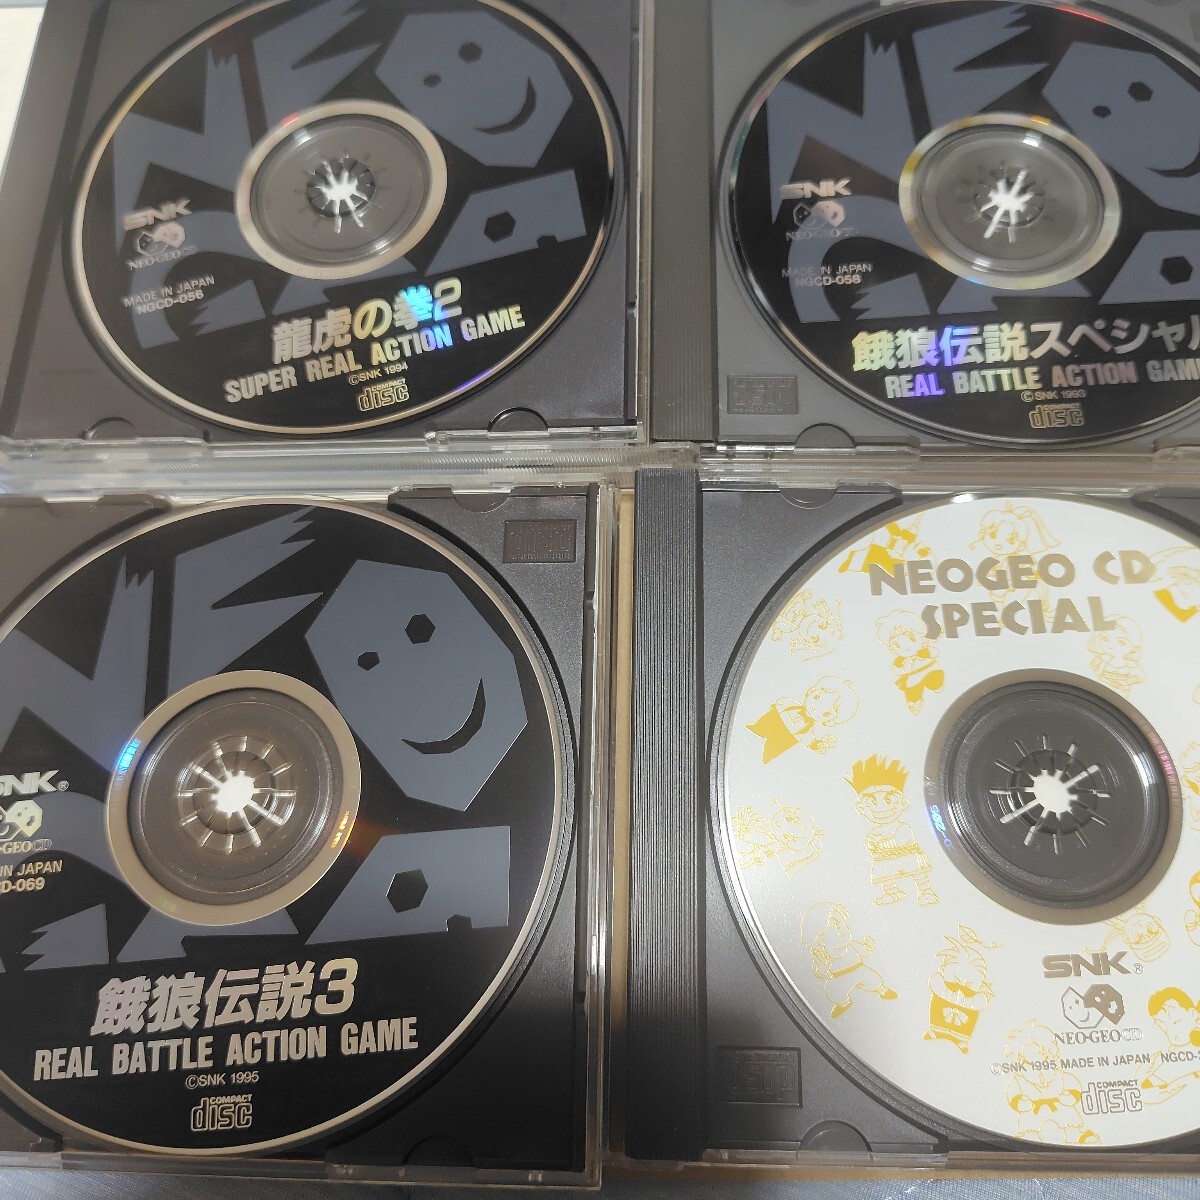 SNK
NEO·GEO CD
MADE IN JAPAN
NGCD-056
龍虎の拳2
SUPER REAL ACTION GAME
©SNK 1994
COMPACT
disc
SNK
NEO·GEO CD
MADE IN JAPAN
NGCD-058
餓狼伝説スペシャル
REAL BATTLE ACTION GAME
©SNK 1993
disc
SNK®
O·GEO CD
IN JAPAN
CD-069
餓狼伝説3
REAL BATTLE ACTION GAME
©SNK 1995
COMPACT
disc
NEOGEO CD
SPECIAL
SNK®
NEO·GEO CD
©SNK 1995 MADE IN JAPAN NGCD-2
COMPACT
disc